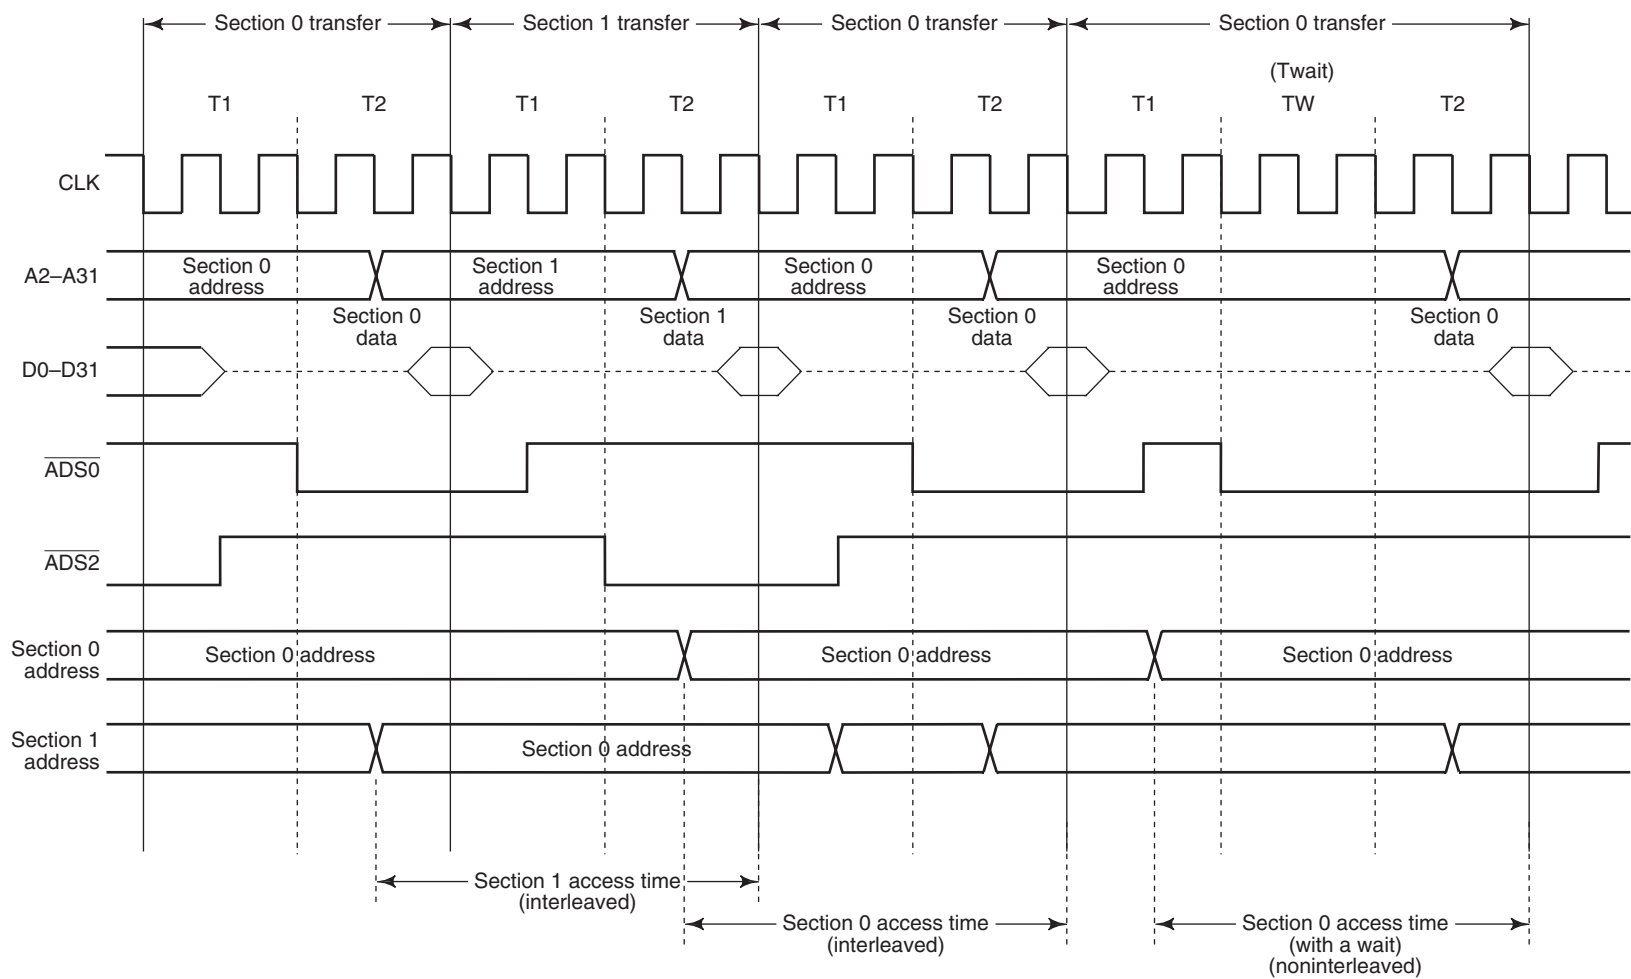 Section 0 transfer Section 1 transfer Section 0 transfer Section 0 transfer
(Twait)
T1 T2 T1 T2 T1 T2 T1 TW T2
CLK
A2–A31
Section 0
address
Section 1
address
Section 0
address
Section 0
address
Section 0
data
Section 1
data
Section 0
data
Section 0
data
D0–D31
ADS0
ADS2
Section 0
address
Section 0 address Section 0 address Section 0 address
Section 1
address
Section 0 address
Section 1 access time
(interleaved)
Section 0 access time
(interleaved)
Section 0 access time
(with a wait)
(noninterleaved)